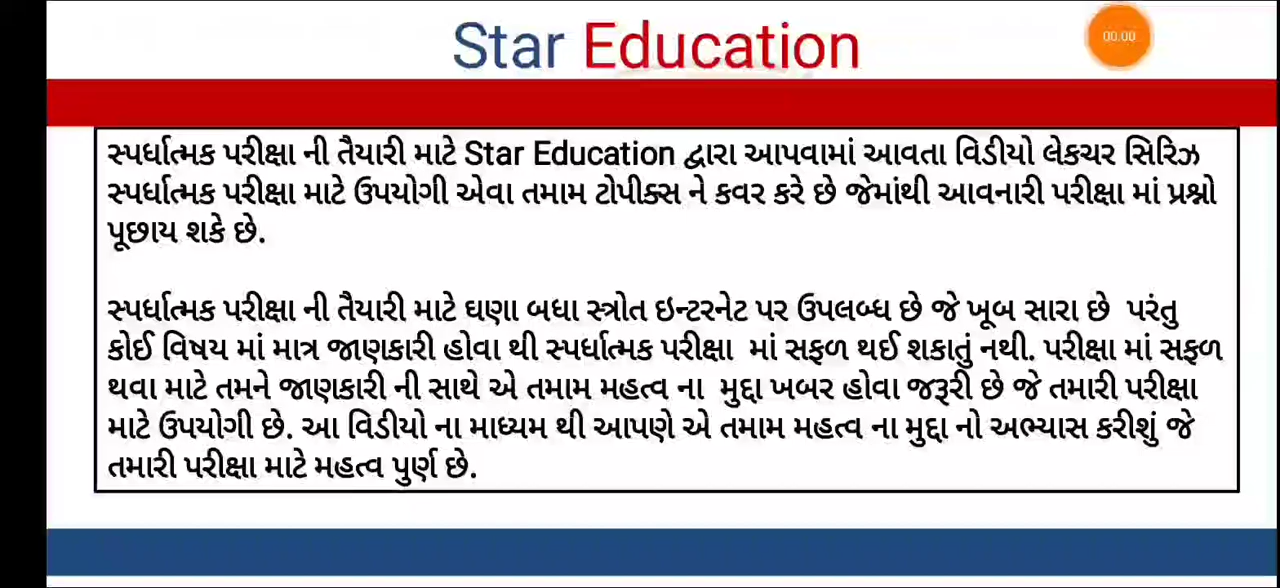 Star Education
00.00
સ્પર્ધાત્મક પરીક્ષા ની તૈયારી માટે Star Education દ્વારા આપવામાં આવતા વિડીયો લેકચર સિરિઝ
સ્પર્ધાત્મક પરીક્ષા માટે ઉપયોગી એવા તમામ ટોપીક્સ ને કવર કરે છે જેમાંથી આવનારી પરીક્ષા માં પ્રશ્નો
પૂછાય શકે છે.
સ્પર્ધાત્મક પરીક્ષા ની તૈયારી માટે ઘણા બધા સ્ત્રોત ઇન્ટરનેટ પર ઉપલબ્ધ છે જે ખૂબ સારા છે પરંતુ
કોઈ વિષય માં માત્ર જાણકારી હોવા થી સ્પર્ધાત્મક પરીક્ષા માં સફળ થઈ શકાતું નથી. પરીક્ષા માં સફળ
થવા માટે તમને જાણકારી ની સાથે એ તમામ મહત્વ ના મુદ્દા ખબર હોવા જરૂરી છે જે તમારી પરીક્ષા
માટે ઉપયોગી છે. આ વિડીયો ના માધ્યમ થી આપણે એ તમામ મહત્વ ના મુદ્દા નો અભ્યાસ કરીશું જે
તમારી પરીક્ષા માટે મહત્વ પુર્ણ છે.